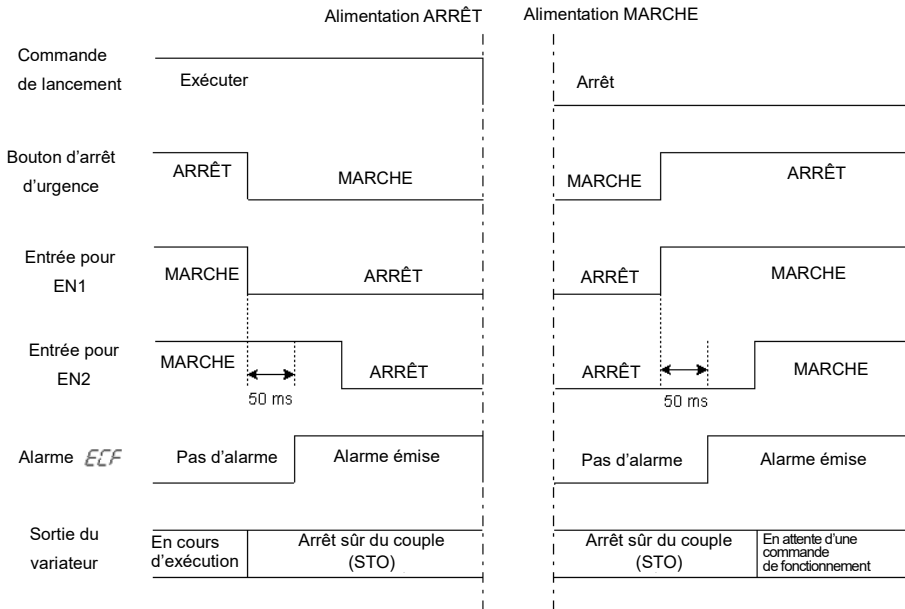 Alimentation ARRÊT
Alimentation MARCHE
Commande
de lancement
Exécuter
Arrêt
Bouton d'arrêt
d'urgence
ARRÊT
MARCHE
MARCHE
ARRÊT
Entrée pour
EN1
MARCHE
ARRÊT
ARRÊT
MARCHE
Entrée pour
EN2
MARCHE
ARRÊT
50 ms
ARRÊT
MARCHE
50 ms
Alarme ECF
Pas d'alarme
Alarme émise
Pas d'alarme
Alarme émise
Sortie du
variateur
En cours
d'exécution
Arrêt sûr du couple
(STO)
Arrêt sûr du couple
(STO)
En attente d'une
commande
de fonctionnement